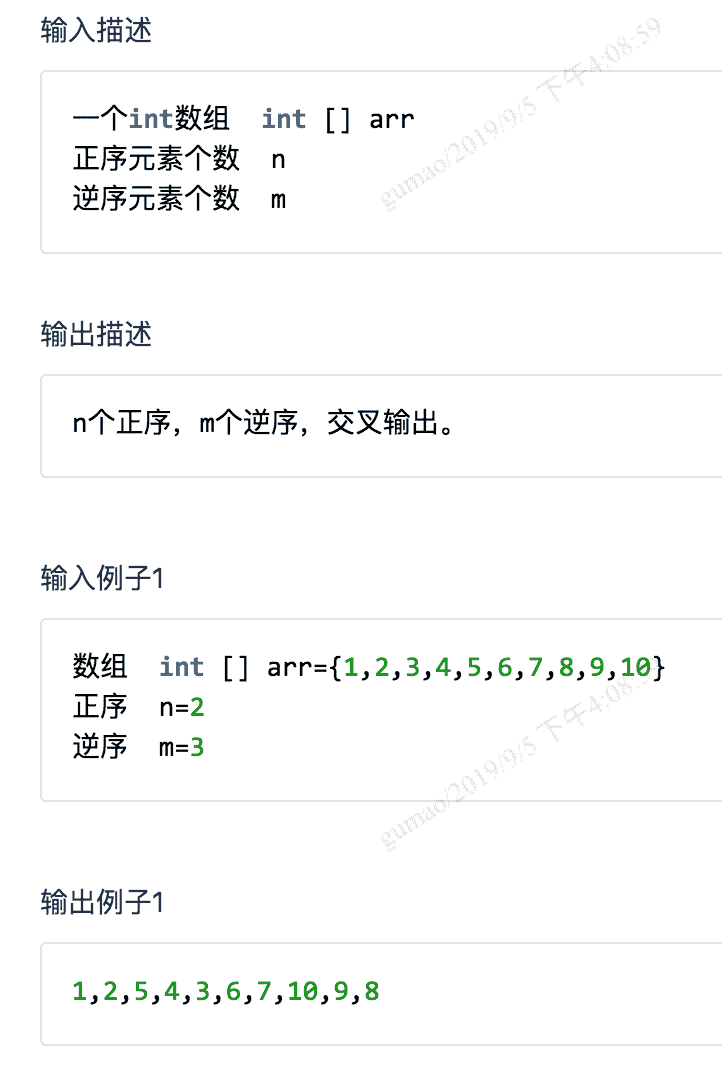 输入描述
一个int数组 int [] arr
正序元素个数 n
逆序元素个数 m
gumao/2019/9/5 下午4:08:59
输出描述
n个正序，m个逆序，交叉输出。
输入例子1
数组 int [] arr={1,2,3,4,5,6,7,8,9,10}
正序 n=2
逆序 m=3
gumao/2019/9/5 下午4:08:59
输出例子1
1,2,5,4,3,6,7,10,9,8